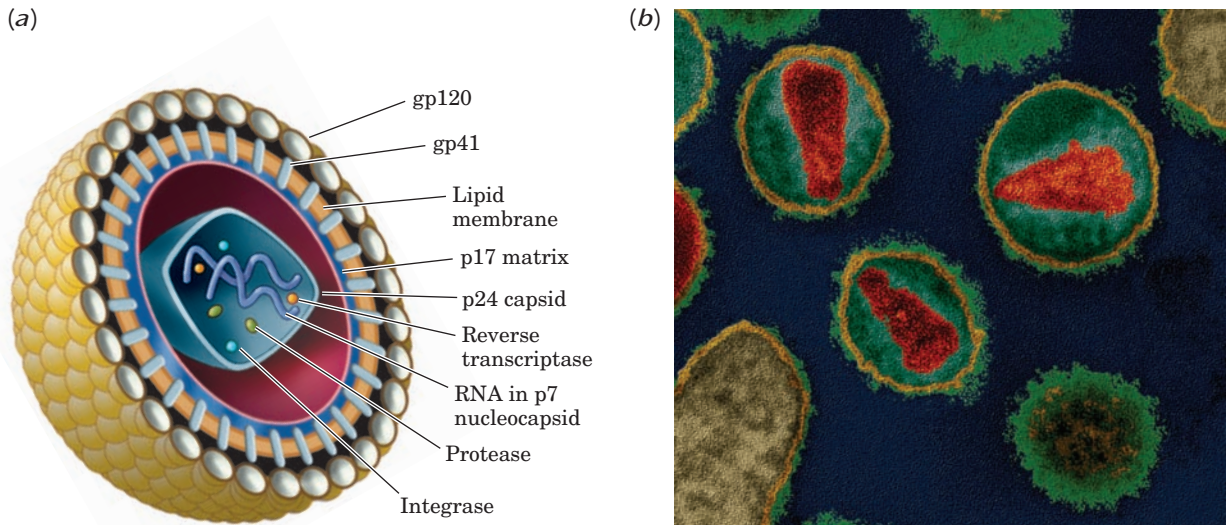 (a)
gp120
gp41
Lipid
membrane
p17 matrix
p24 capsid
Reverse
transcriptase
RNA in p7
nucleocapsid
Protease
Integrase
(b)